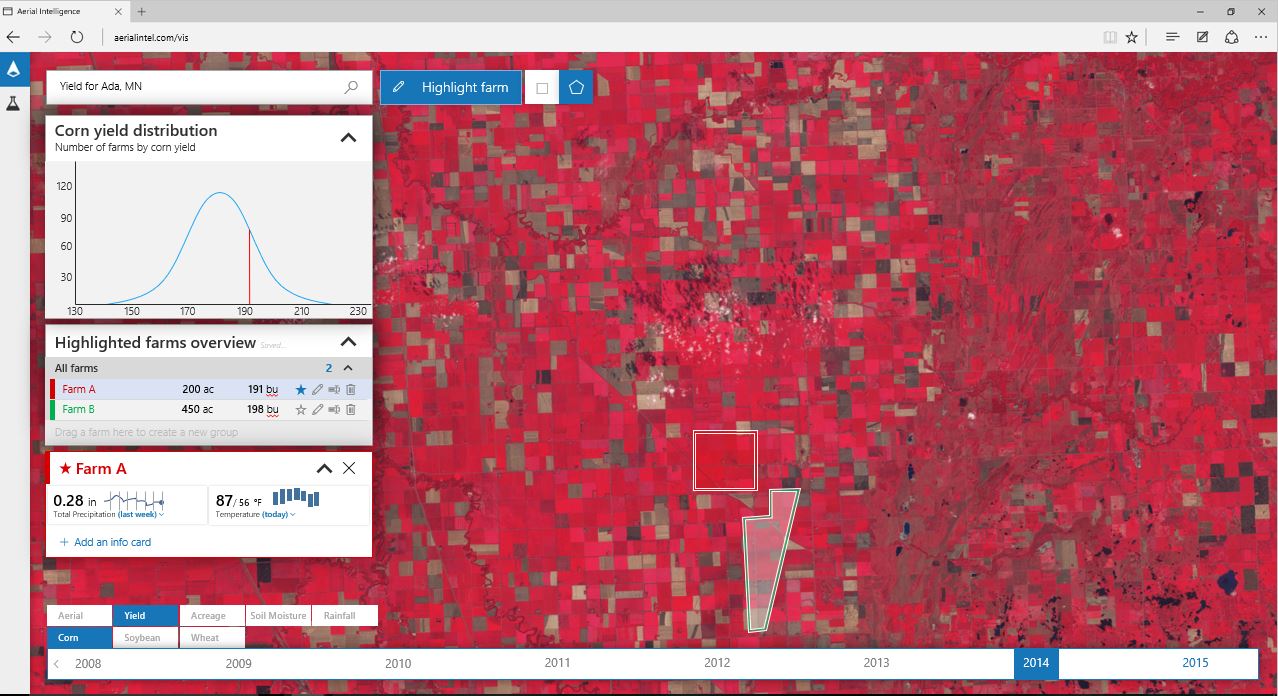 Aerial Intelligence
aerialintel.com/vis
Yield for Ada, MN
Highlight farm
Corn yield distribution
Number of farms by corn yield
120
90
60
30
130 150 170 190 210 230
Highlighted farms overview Saved...
All farms 2
Farm A 200 ac 191 bu
Farm B 450 ac 198 bu
Drag a farm here to create a new group
★ Farm A
0.28 in
Total Precipitation (last week)
87/ 56 °F
Temperature (today)
+ Add an info card
Aerial Yield Acreage Soil Moisture Rainfall
Corn Soybean Wheat
2008 2009 2010 2011 2012 2013 2014 2015